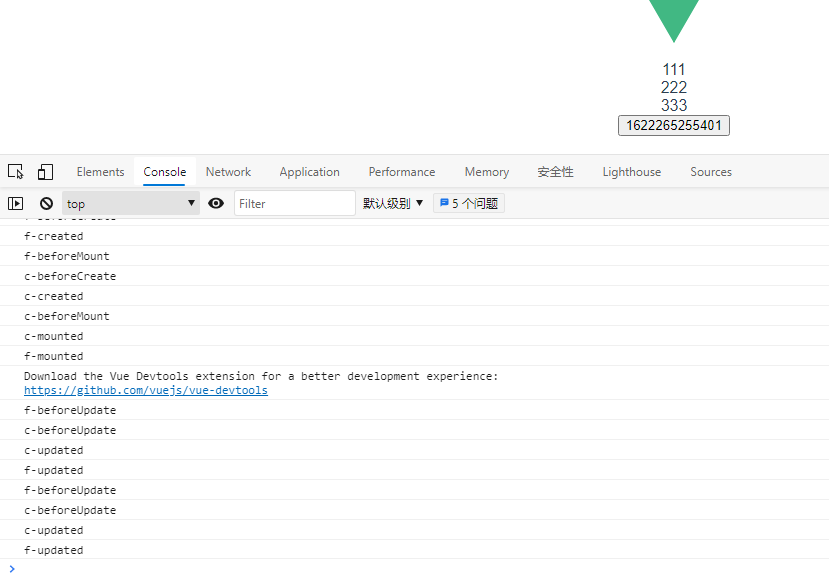 111
222
333
1622265255401
Elements Console Network Application Performance Memory 安全性 Lighthouse Sources
top Filter 默认级别 5 个问题
f-beforeCreate
f-created
f-beforeMount
c-beforeCreate
c-created
c-beforeMount
c-mounted
f-mounted
Download the Vue Devtools extension for a better development experience:
https://github.com/vuejs/vue-devtools
f-beforeUpdate
c-beforeUpdate
c-updated
f-updated
f-beforeUpdate
c-beforeUpdate
c-updated
f-updated